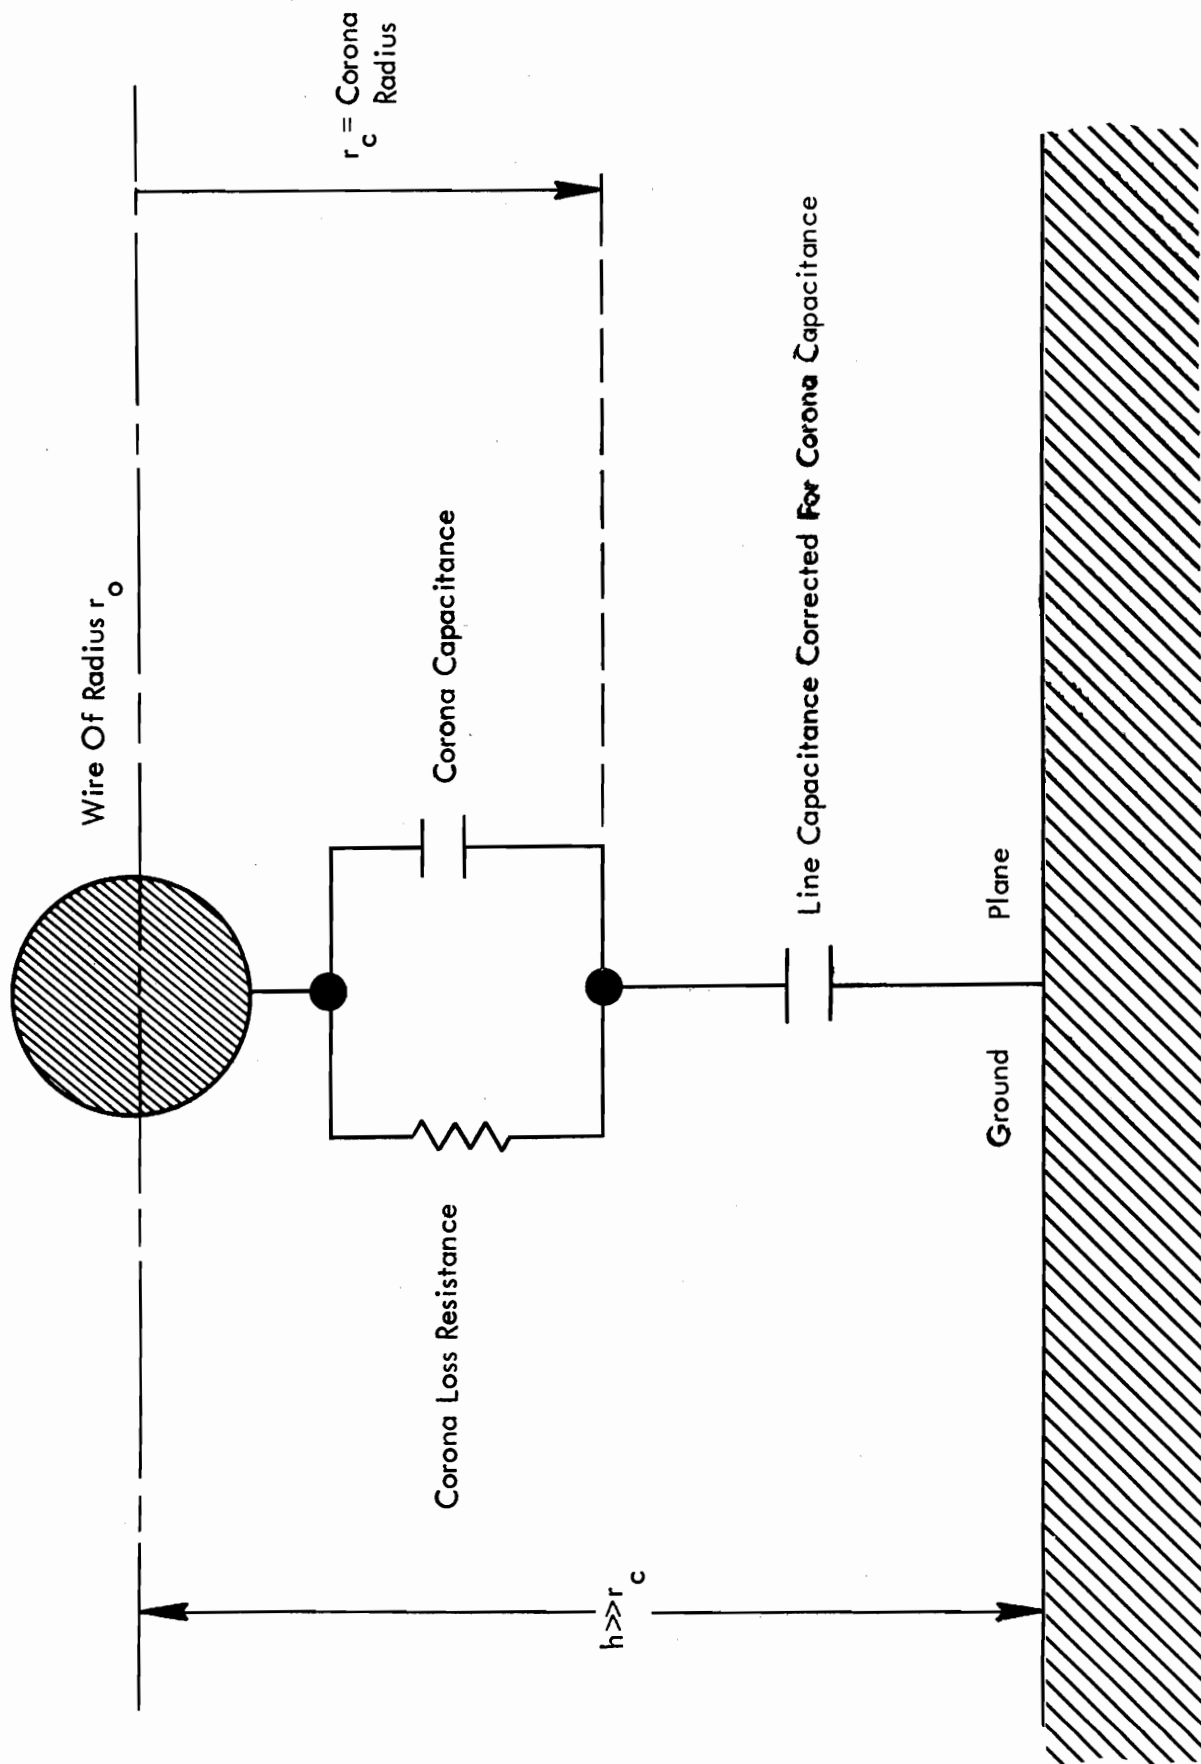 Wire Of Radius r_o
r_c = Corona
Radius
Corona Loss Resistance
Corona Capacitance
h>>r_c
Line Capacitance Corrected For Corona Capacitance
Ground Plane